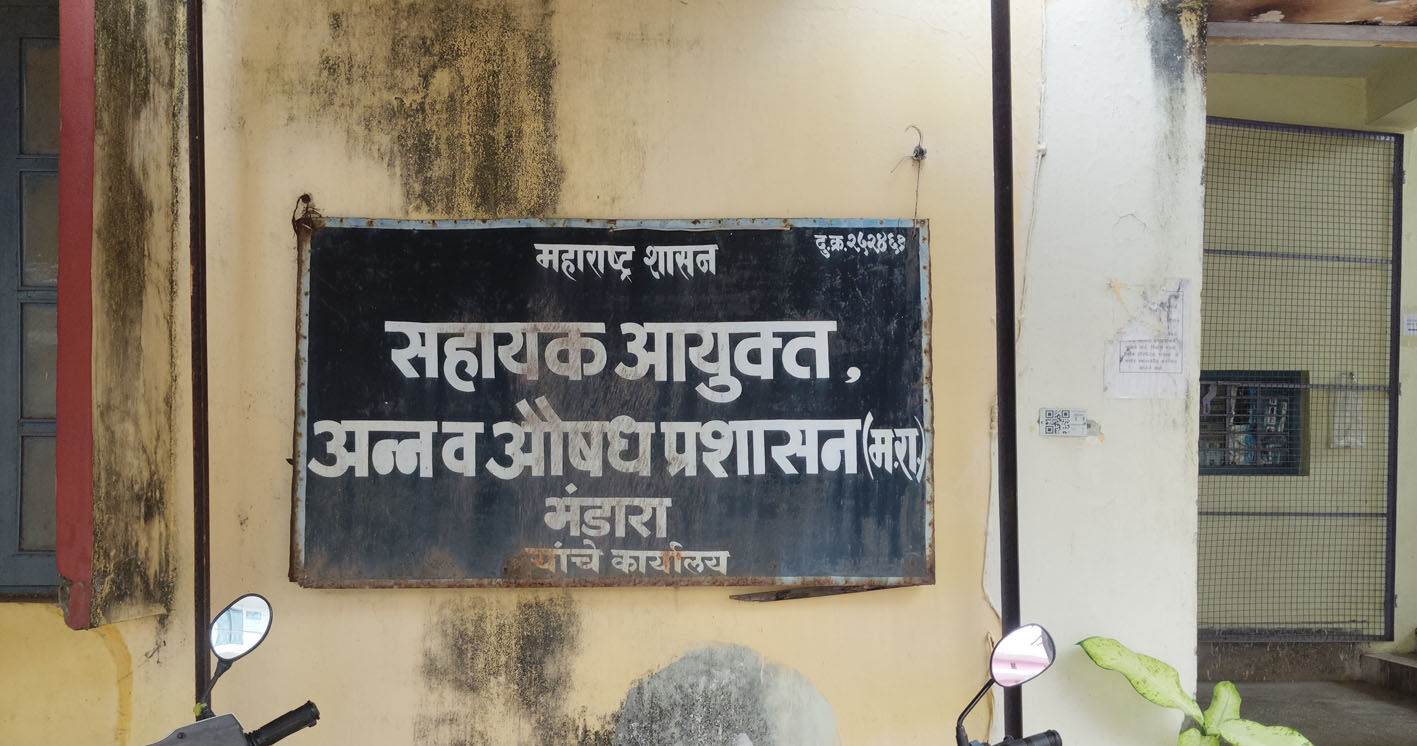 महाराष्ट्र शासन
दु.क्र.२५२४६१
सहायक आयुक्त,
अन्न व औषध प्रशासन (म.रा.)
भंडारा
यांचे कार्यालय